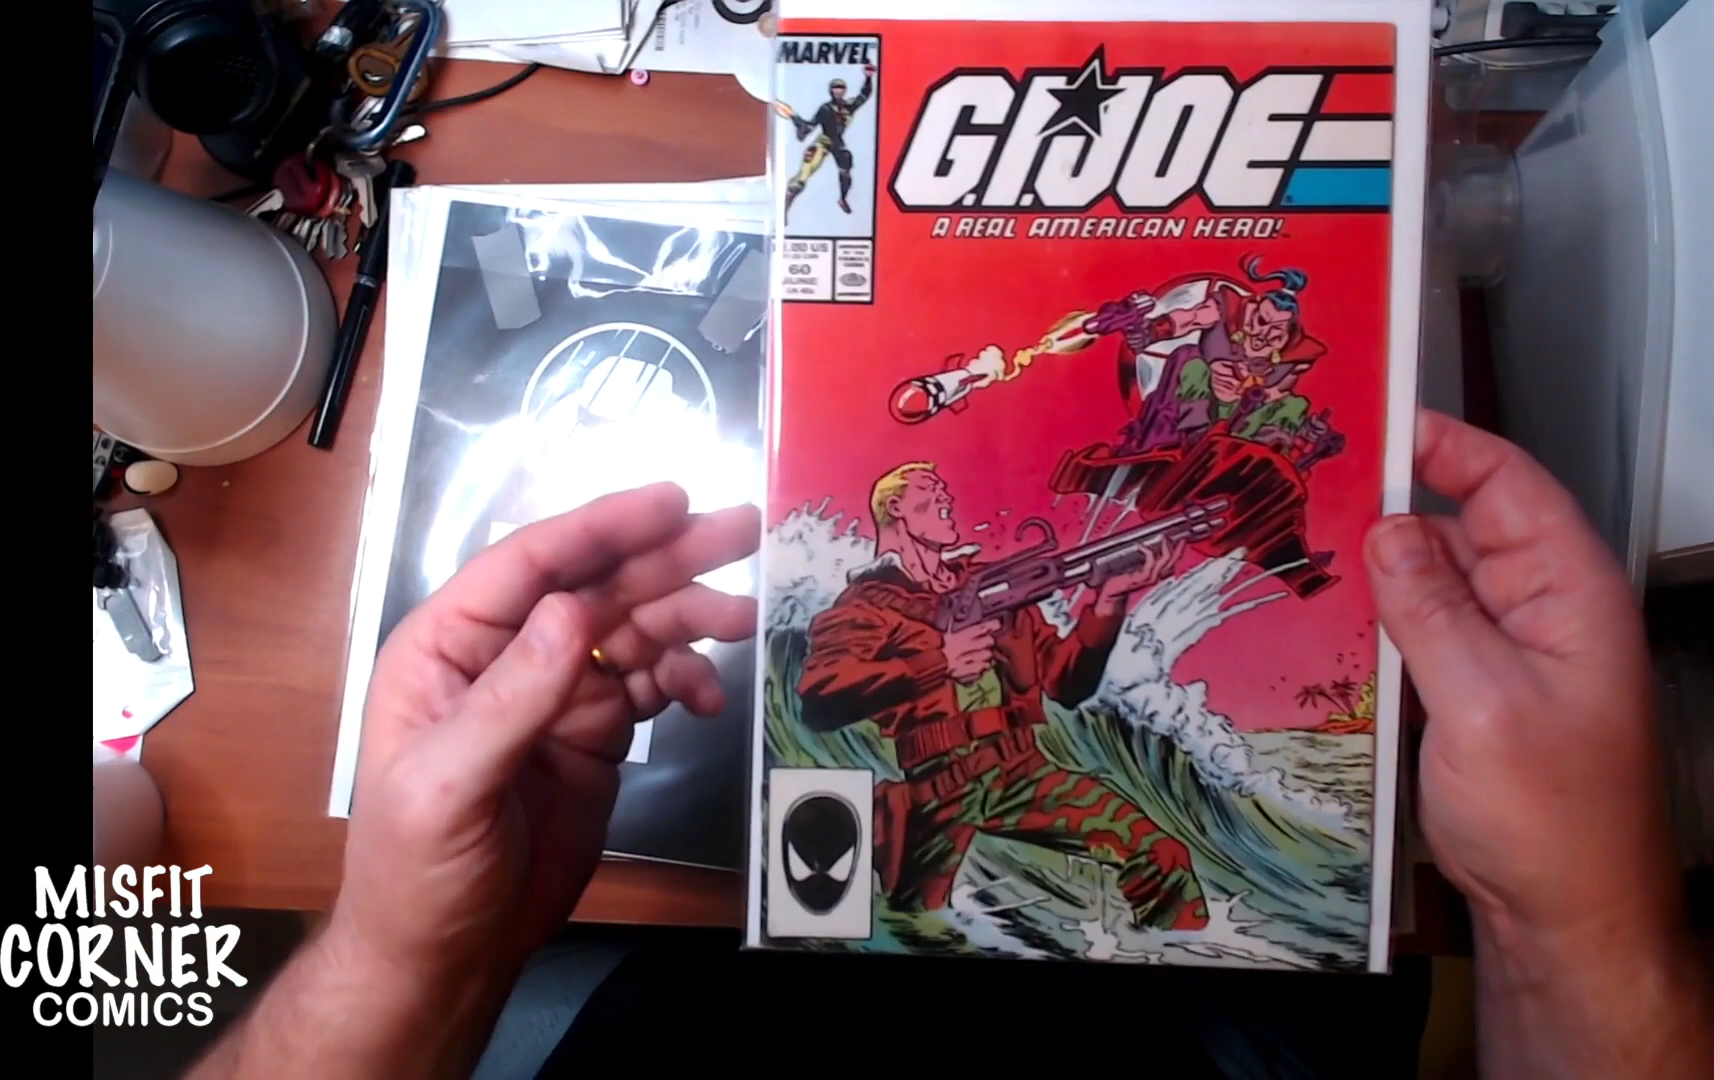 MARVEL
G.I.JOE
A REAL AMERICAN HERO!
60
JUNE
MISFIT
CORNER
COMICS